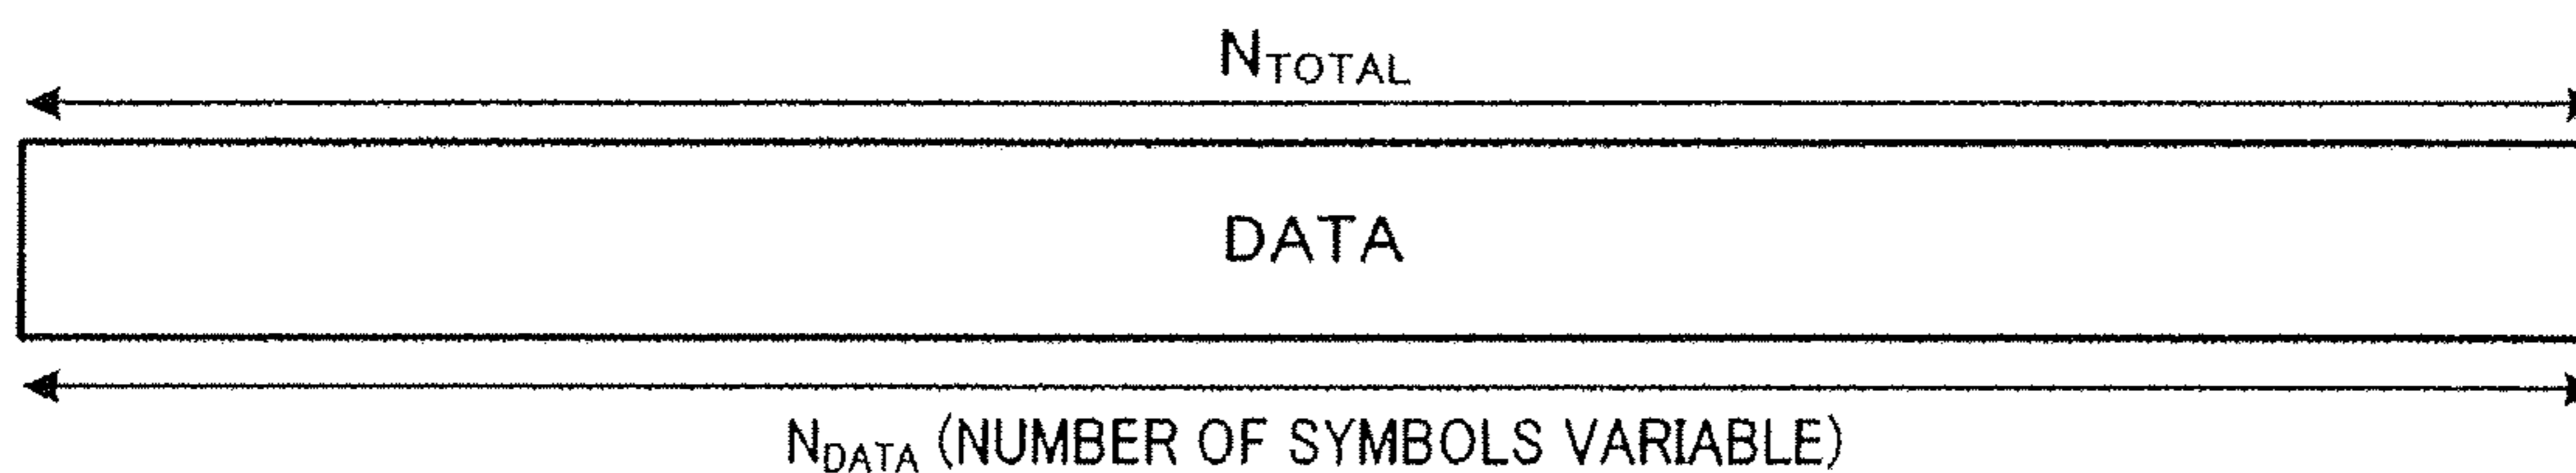 NTOTAL
DATA
NDATA (NUMBER OF SYMBOLS VARIABLE)